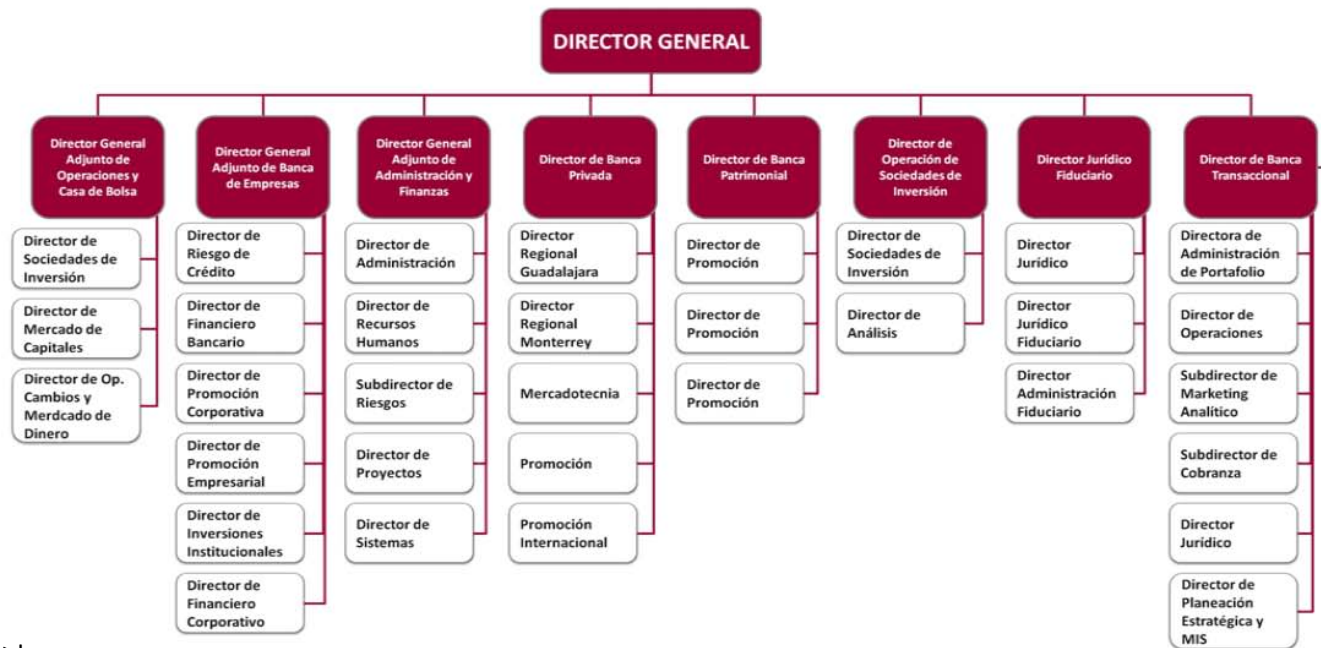 DIRECTOR GENERAL
Director General
Adjunto de
Operaciones y
Casa de Bolsa
Director de
Sociedades de
Inversión
Director de
Mercado de
Capitales
Director de Op.
Cambios y
Merdcado de
Dinero
Director General
Adjunto de Banca
de Empresas
Director de
Riesgo de
Crédito
Director de
Financiero
Bancario
Director de
Promoción
Corporativa
Director de
Promoción
Empresarial
Director de
Inversiones
Institucionales
Director de
Financiero
Corporativo
Director General
Adjunto de
Administración y
Finanzas
Director de
Administración
Director de
Recursos
Humanos
Subdirector de
Riesgos
Director de
Proyectos
Director de
Sistemas
Director de Banca
Privada
Director
Regional
Guadalajara
Director
Regional
Monterrey
Mercadotecnia
Promoción
Promoción
Internacional
Director de Banca
Patrimonial
Director de
Promoción
Director de
Promoción
Director de
Promoción
Director de
Operación de
Sociedades de
Inversión
Director de
Sociedades de
Inversión
Director de
Análisis
Director Jurídico
Fiduciario
Director
Jurídico
Director
Jurídico
Fiduciario
Director
Administración
Fiduciario
Director de Banca
Transaccional
Directora de
Administración
de Portafolio
Director de
Operaciones
Subdirector de
Marketing
Analítico
Subdirector de
Cobranza
Director
Jurídico
Director de
Planeación
Estratégica y
MIS